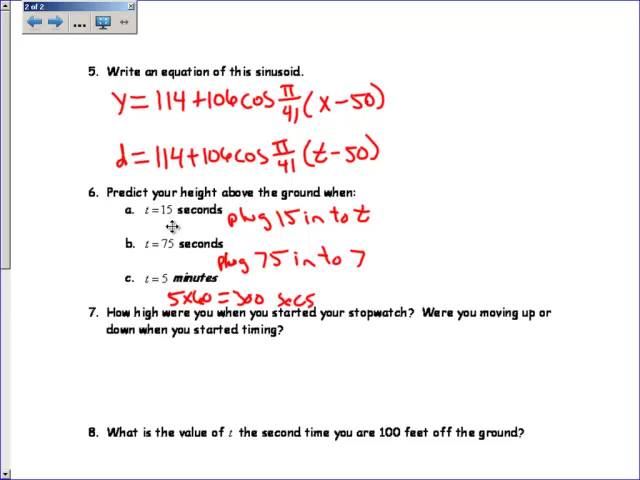 2 of 2
5. Write an equation of this sinusoid.
y = 114 + 106 cos π/41 (x - 50)
d = 114 + 106 cos π/41 (t - 50)
6. Predict your height above the ground when:
a. t = 15 seconds plug 15 in to t
b. t = 75 seconds
plug 75 in to 7
c. t = 5 minutes
5x60 = 300 secs
7. How high were you when you started your stopwatch? Were you moving up or
down when you started timing?
8. What is the value of t the second time you are 100 feet off the ground?